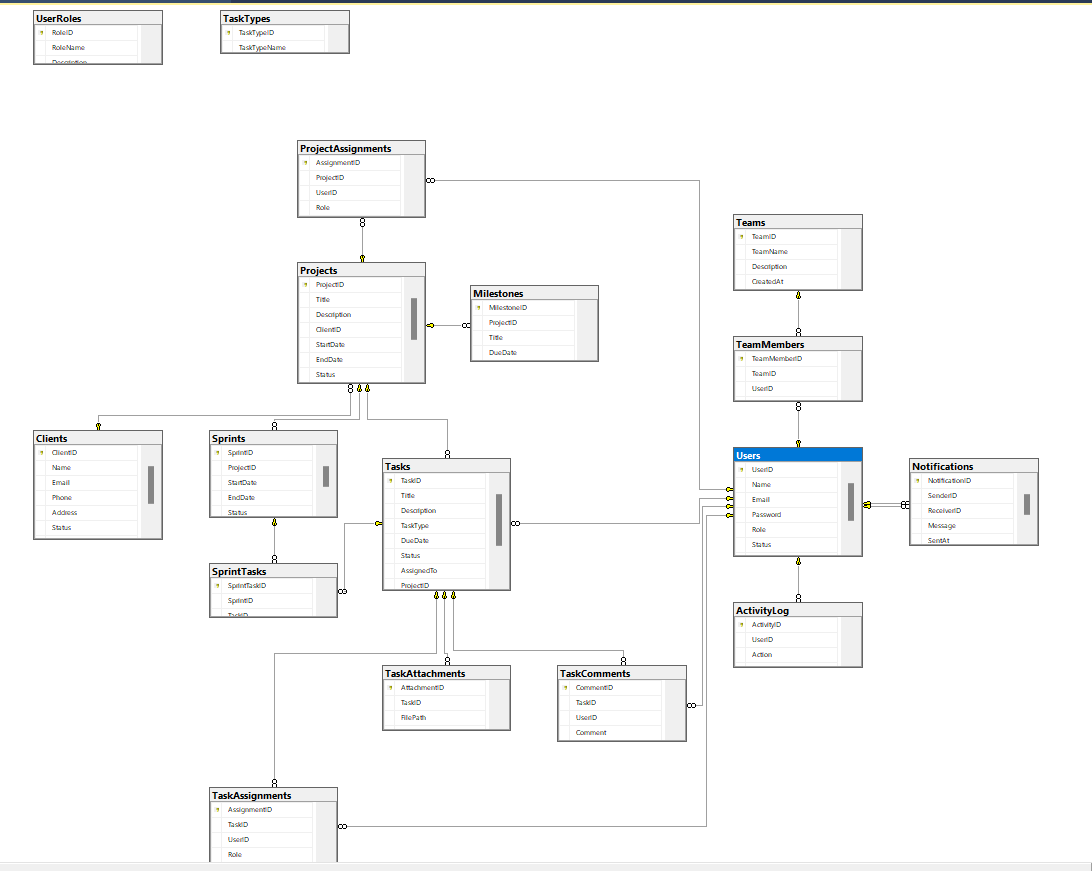 UserRoles
RoleID
RoleName
Description
TaskTypes
TaskTypeID
TaskTypeName
ProjectAssignments
AssignmentID
ProjectID
UserID
Role
Projects
ProjectID
Title
Description
ClientID
StartDate
EndDate
Status
Milestones
MilestoneID
ProjectID
Title
DueDate
Teams
TeamID
TeamName
Description
CreatedAt
TeamMembers
TeamMemberID
TeamID
UserID
Clients
ClientID
Name
Email
Phone
Address
Status
Sprints
SprintID
ProjectID
StartDate
EndDate
Status
Tasks
TaskID
Title
Description
TaskType
DueDate
Status
AssignedTo
ProjectID
Users
UserID
Name
Email
Password
Role
Status
Notifications
NotificationID
SenderID
ReceiverID
Message
SentAt
SprintTasks
SprintTaskID
SprintID
TaskID
ActivityLog
ActivityID
UserID
Action
TaskAttachments
AttachmentID
TaskID
FilePath
TaskComments
CommentID
TaskID
UserID
Comment
TaskAssignments
AssignmentID
TaskID
UserID
Role